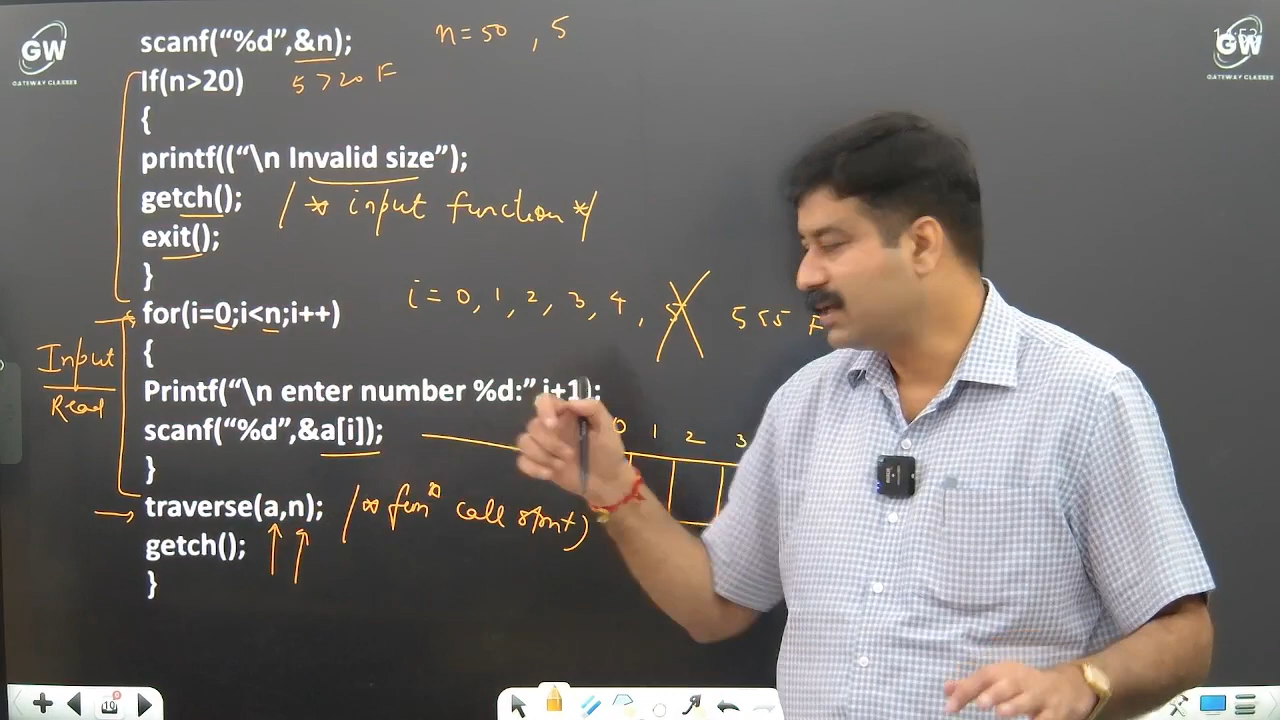 GW
GATEWAY CLASSES
GW
GATEWAY CLASSES
scanf("%d",&n); n=50 , 5
If(n>20) 5 > 20 F
{
printf(("\n Invalid size");
getch(); /* input function */
exit();
}
i = 0, 1, 2, 3, 4, 5 5<5 F
for(i=0;i<n;i++)
Input
Read
{
Printf("\n enter number %d:",i+1);
0 1 2 3
scanf("%d",&a[i]);
}
traverse(a,n); /* call
getch();
}
10